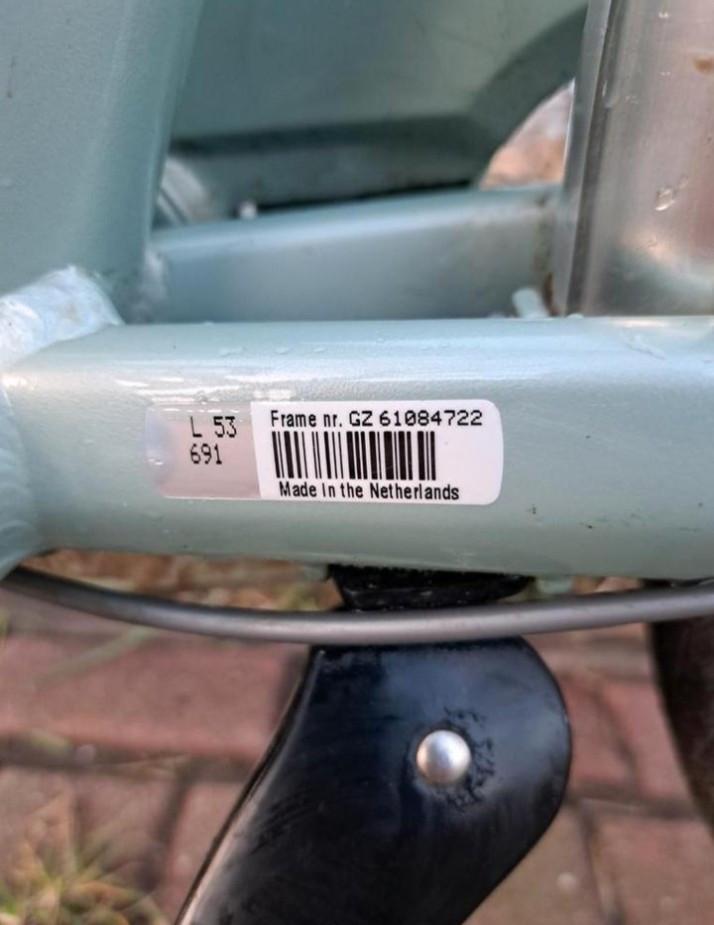 L 53
691
Frame nr. GZ 61084722
Made in the Netherlands